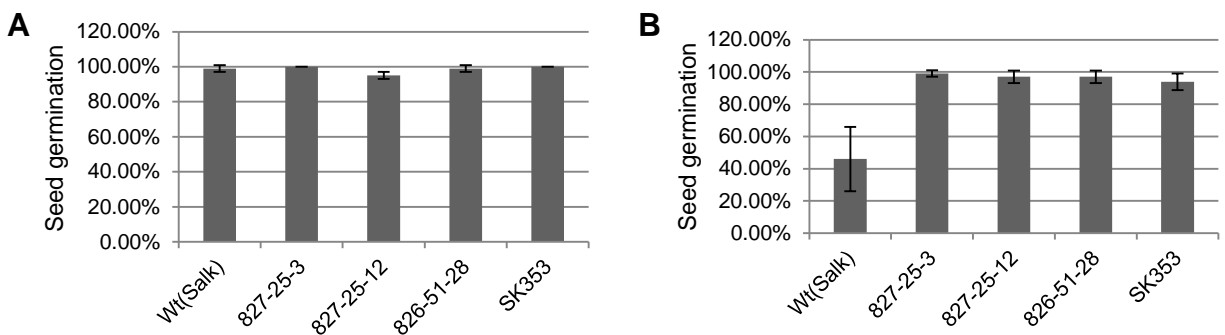 A
Seed germination
120.00%
100.00%
80.00%
60.00%
40.00%
20.00%
0.00%
Wt(Salk)
827-25-3
827-25-12
826-51-28
SK353
B
Seed germination
120.00%
100.00%
80.00%
60.00%
40.00%
20.00%
0.00%
Wt(Salk)
827-25-3
827-25-12
826-51-28
SK353